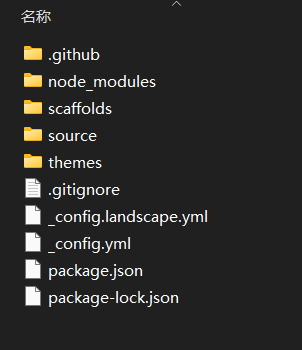 名称
.github
node_modules
scaffolds
source
themes
.gitignore
_config.landscape.yml
_config.yml
package.json
package-lock.json